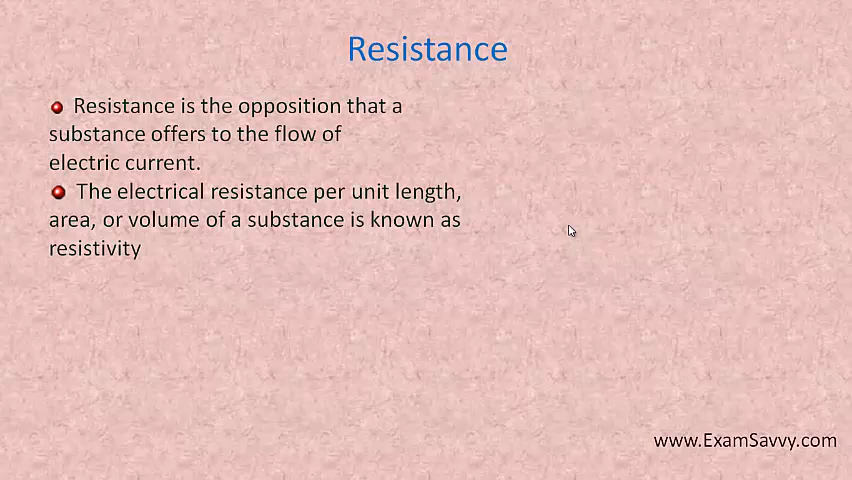 Resistance
Resistance is the opposition that a
substance offers to the flow of
electric current.
The electrical resistance per unit length,
area, or volume of a substance is known as
resistivity
www.ExamSavvy.com